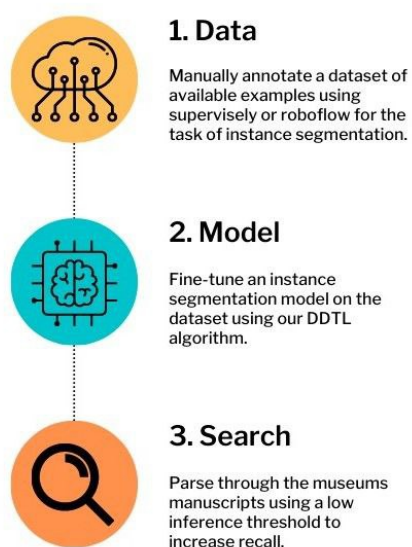 1. Data
Manually annotate a dataset of
available examples using
supervisely or roboflow for the
task of instance segmentation.
2. Model
Fine-tune an instance
segmentation model on the
dataset using our DDTL
algorithm.
3. Search
Parse through the museums
manuscripts using a low
inference threshold to
increase recall.